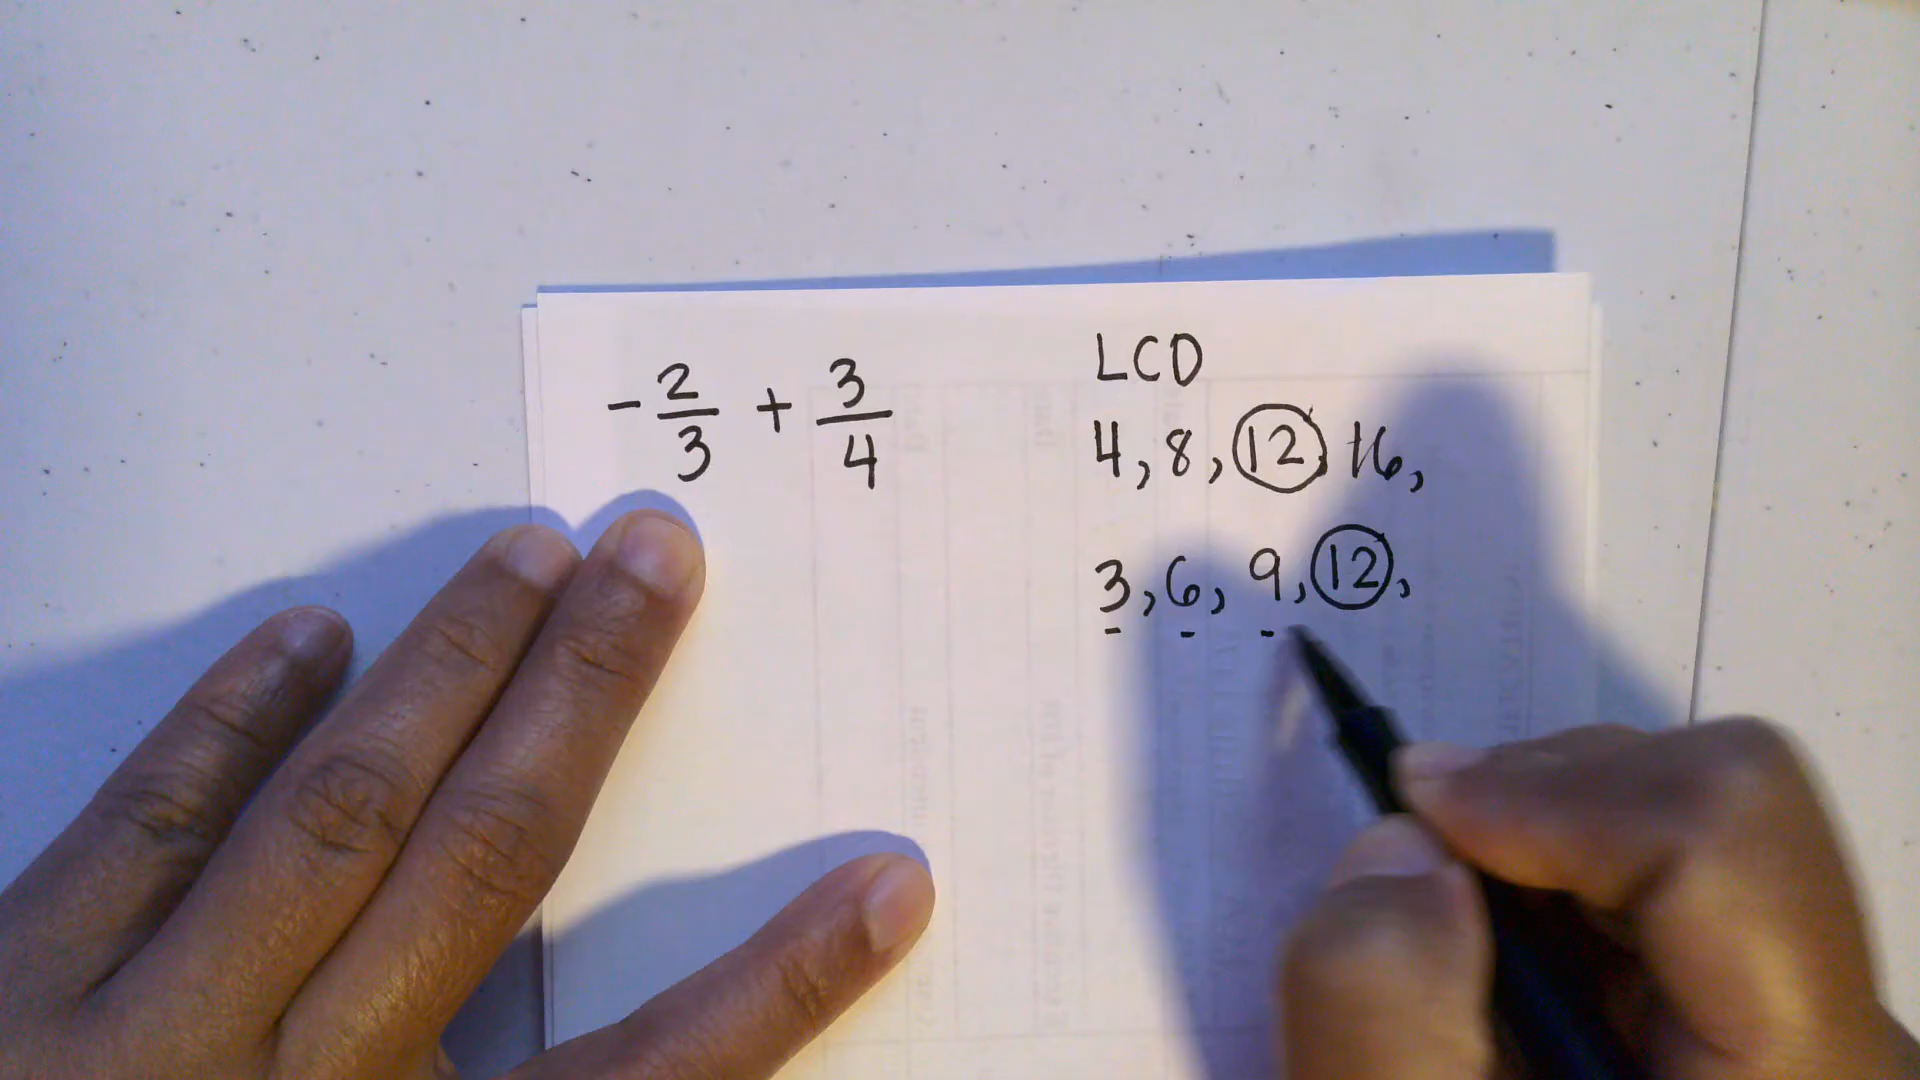 -2/3 + 3/4
LCD
4, 8, 12, 16,
3, 6, 9, 12,